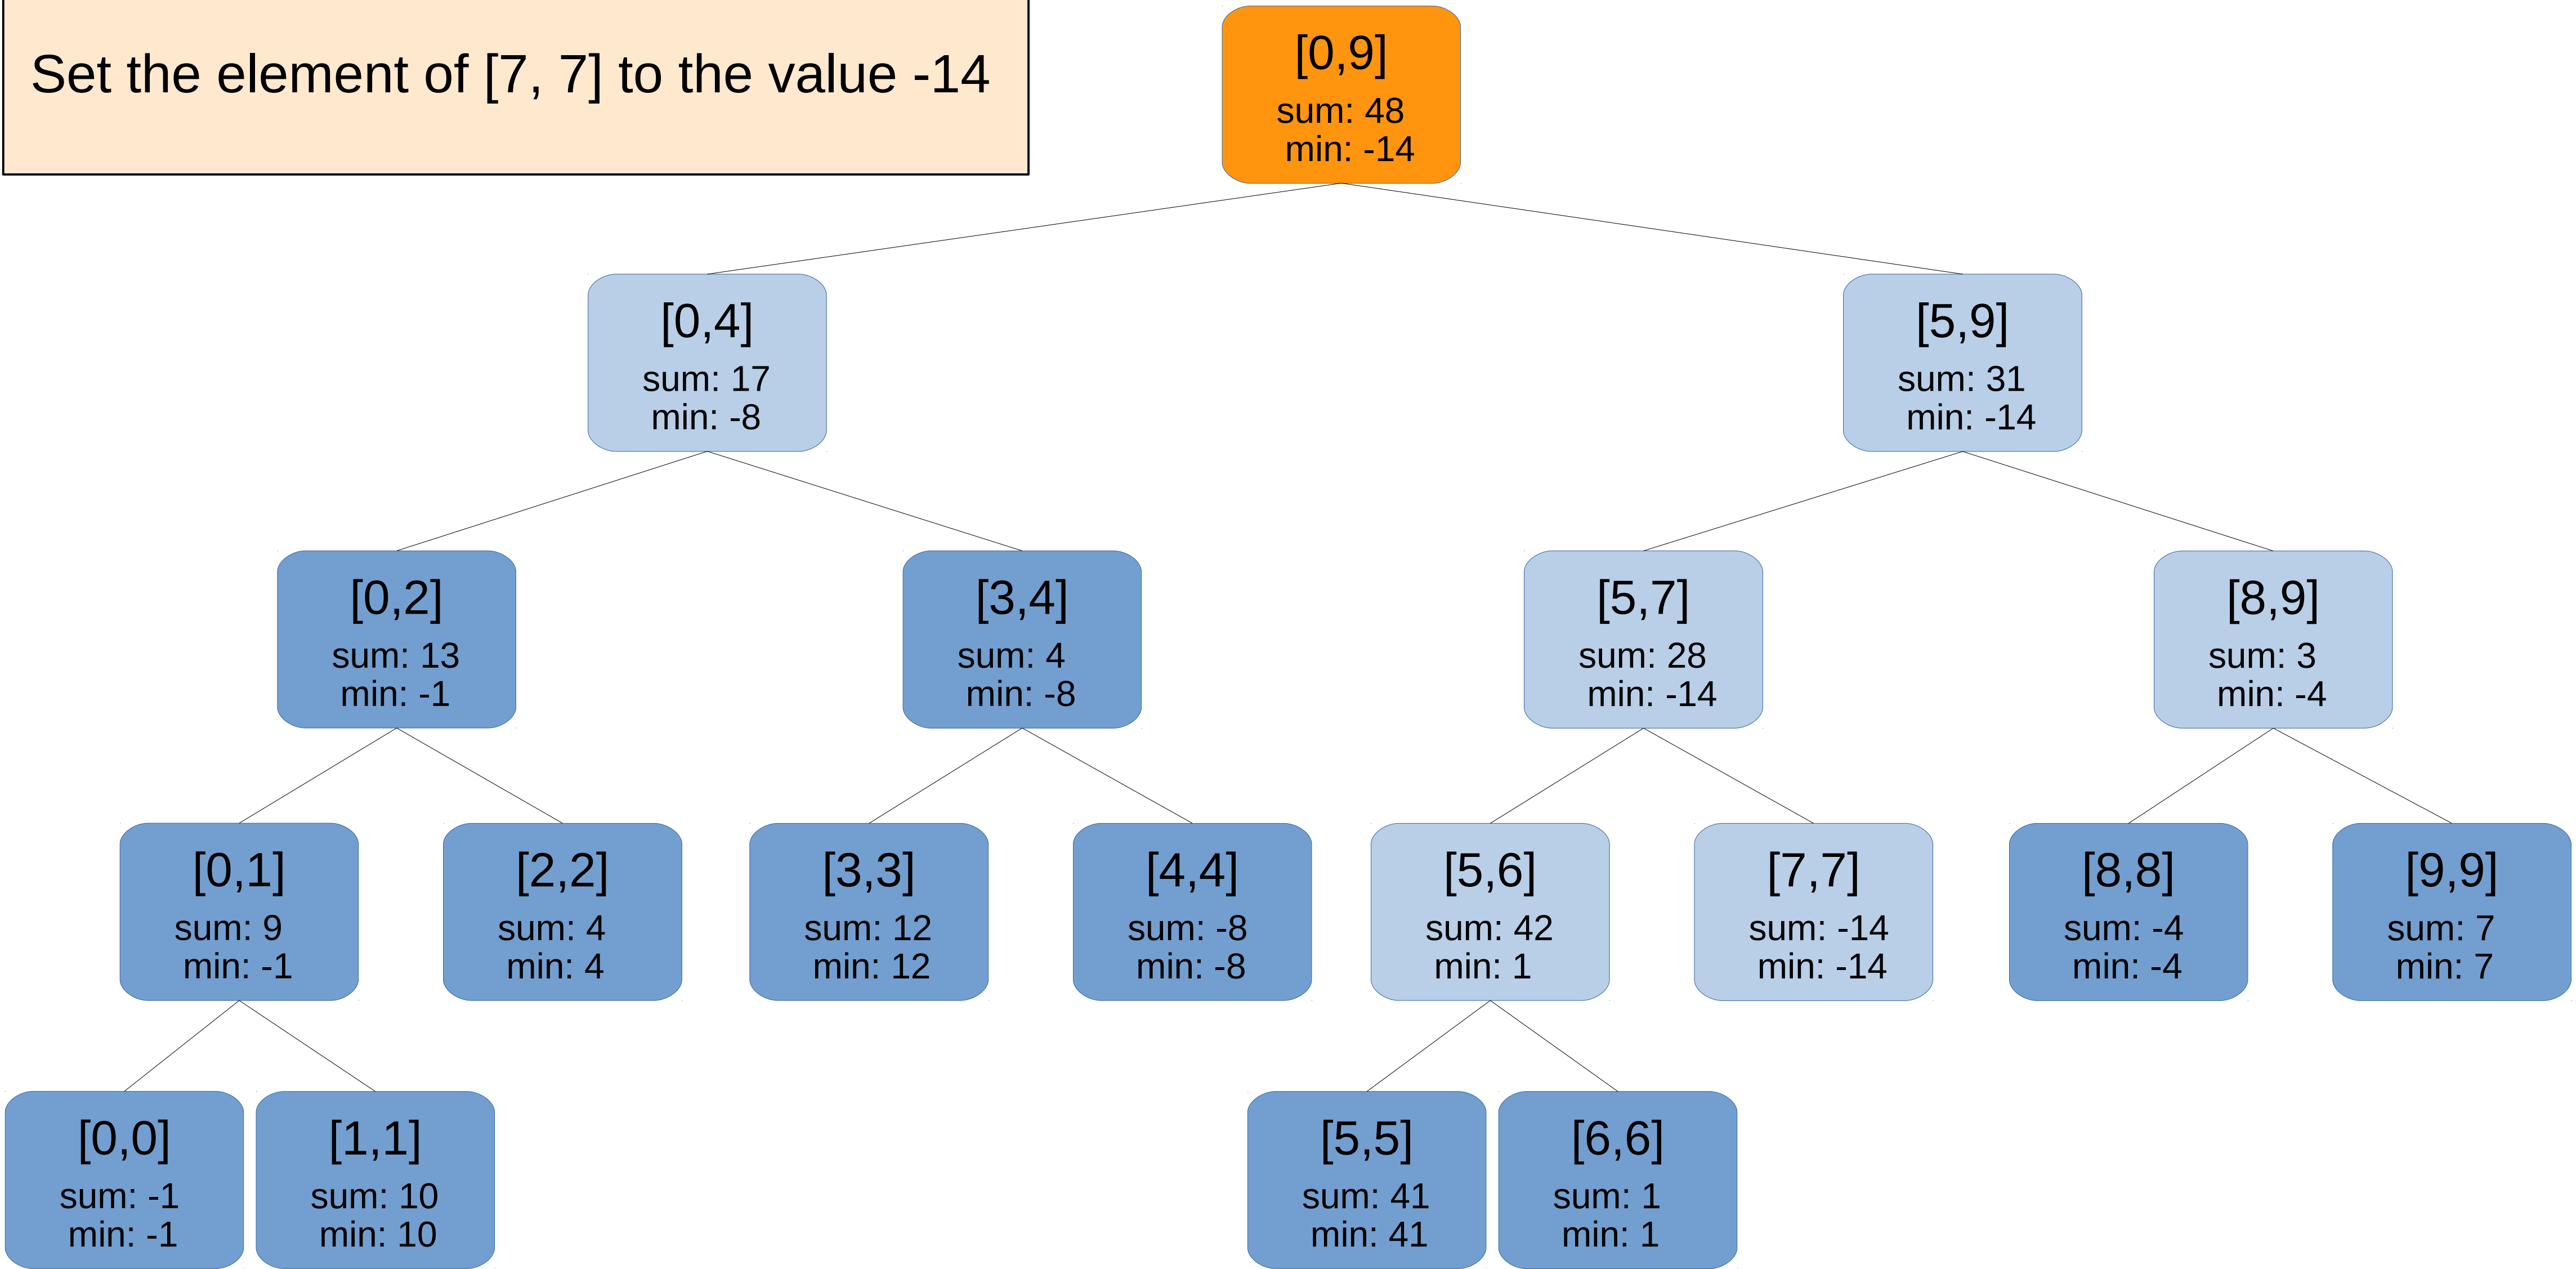 Set the element of [7, 7] to the value -14
[0,9]
sum: 48
min: -14
[0,4]
sum: 17
min: -8
[5,9]
sum: 31
min: -14
[0,2]
sum: 13
min: -1
[3,4]
sum: 4
min: -8
[5,7]
sum: 28
min: -14
[8,9]
sum: 3
min: -4
[0,1]
sum: 9
min: -1
[2,2]
sum: 4
min: 4
[3,3]
sum: 12
min: 12
[4,4]
sum: -8
min: -8
[5,6]
sum: 42
min: 1
[7,7]
sum: -14
min: -14
[8,8]
sum: -4
min: -4
[9,9]
sum: 7
min: 7
[0,0]
sum: -1
min: -1
[1,1]
sum: 10
min: 10
[5,5]
sum: 41
min: 41
[6,6]
sum: 1
min: 1